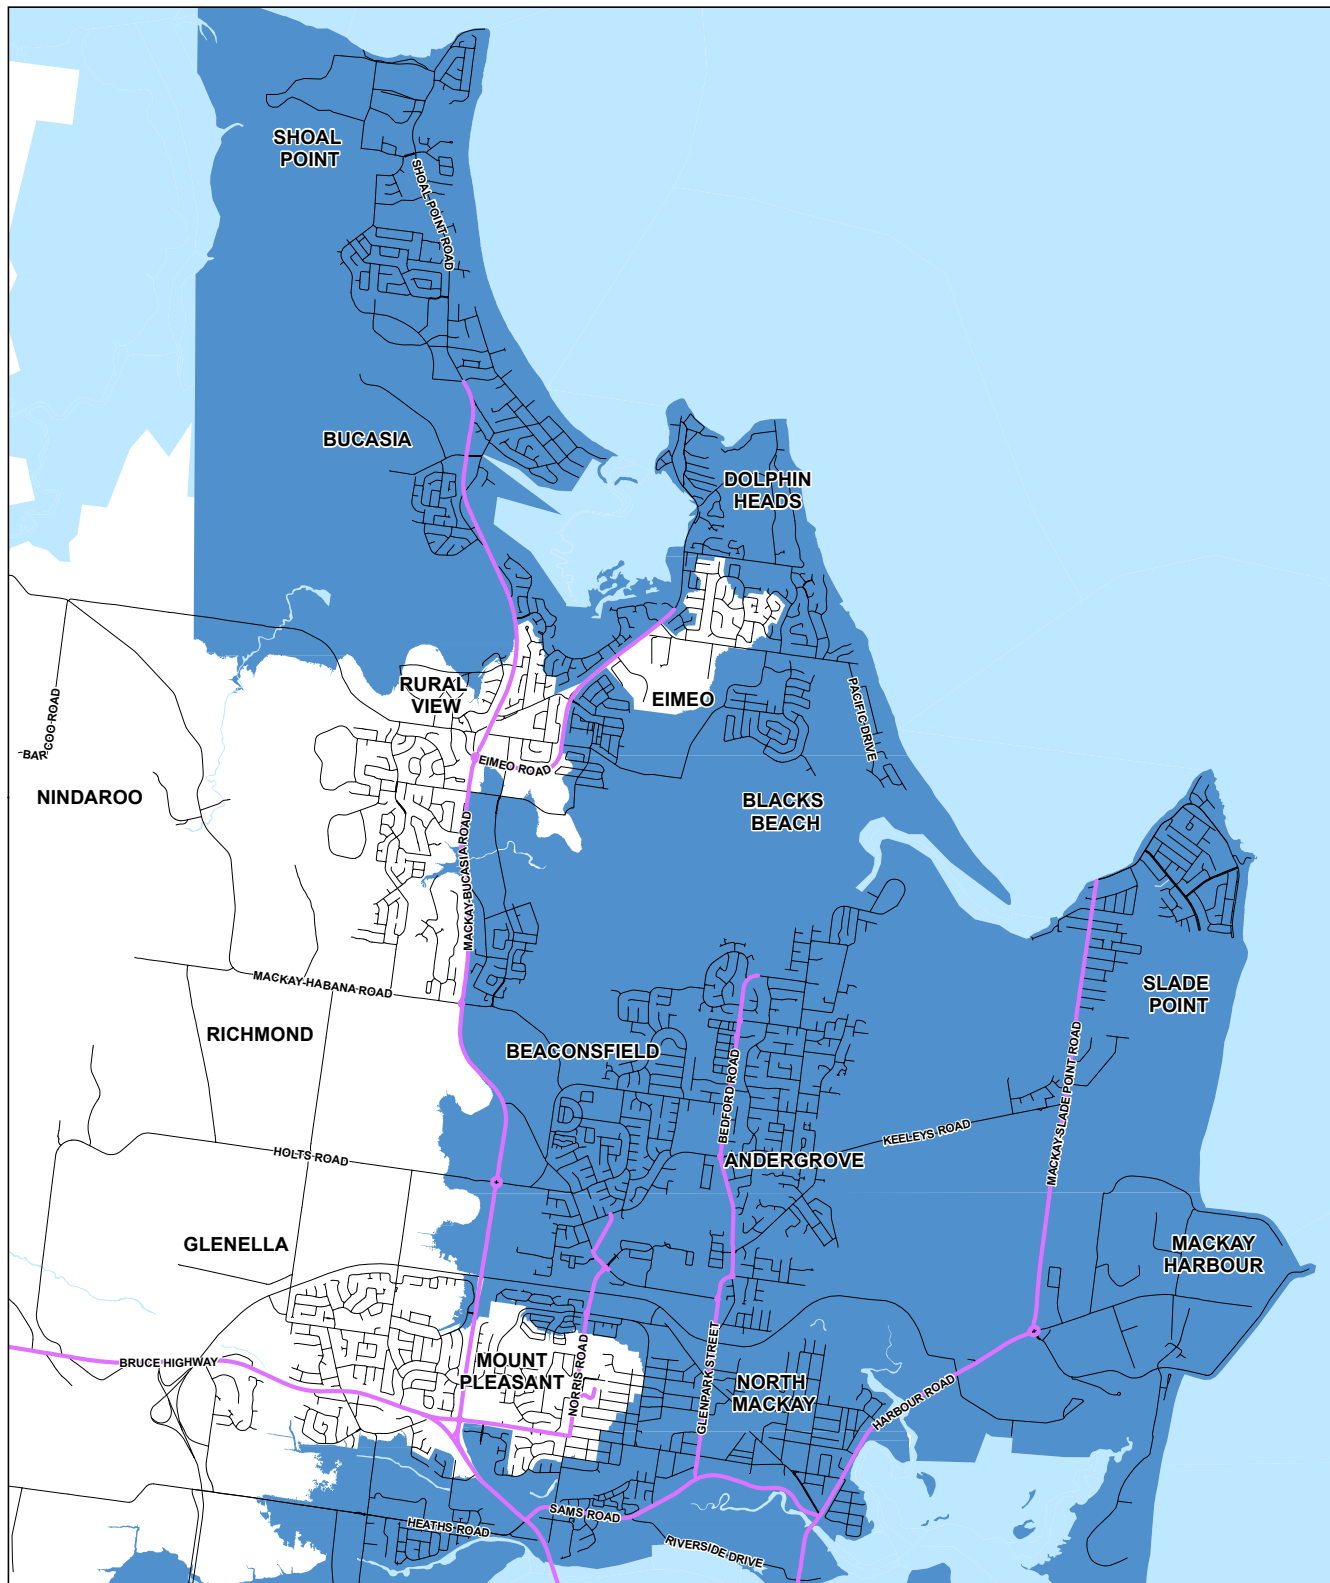 SHOAL
POINT
SHOAL POINT ROAD
BUCASIA
DOLPHIN
HEADS
RURAL
VIEW
EIMEO
PACIFIC DRIVE
BAR COO ROAD
EIMEO ROAD
NINDAROO
BLACKS
BEACH
MACKAY-BUCASIA ROAD
MACKAY-HABANA ROAD
SLADE
POINT
RICHMOND
BEACONSFIELD
BEDFORD ROAD
MACKAY-SLADE POINT ROAD
KEELEYS ROAD
HOLTS ROAD
ANDERGROVE
GLENELLA
MACKAY
HARBOUR
BRUCE HIGHWAY
MOUNT
PLEASANT
NORRIS ROAD
GLENPARK STREET
NORTH
MACKAY
HARBOUR ROAD
SAMS ROAD
HEATHS ROAD
RIVERSIDE DRIVE